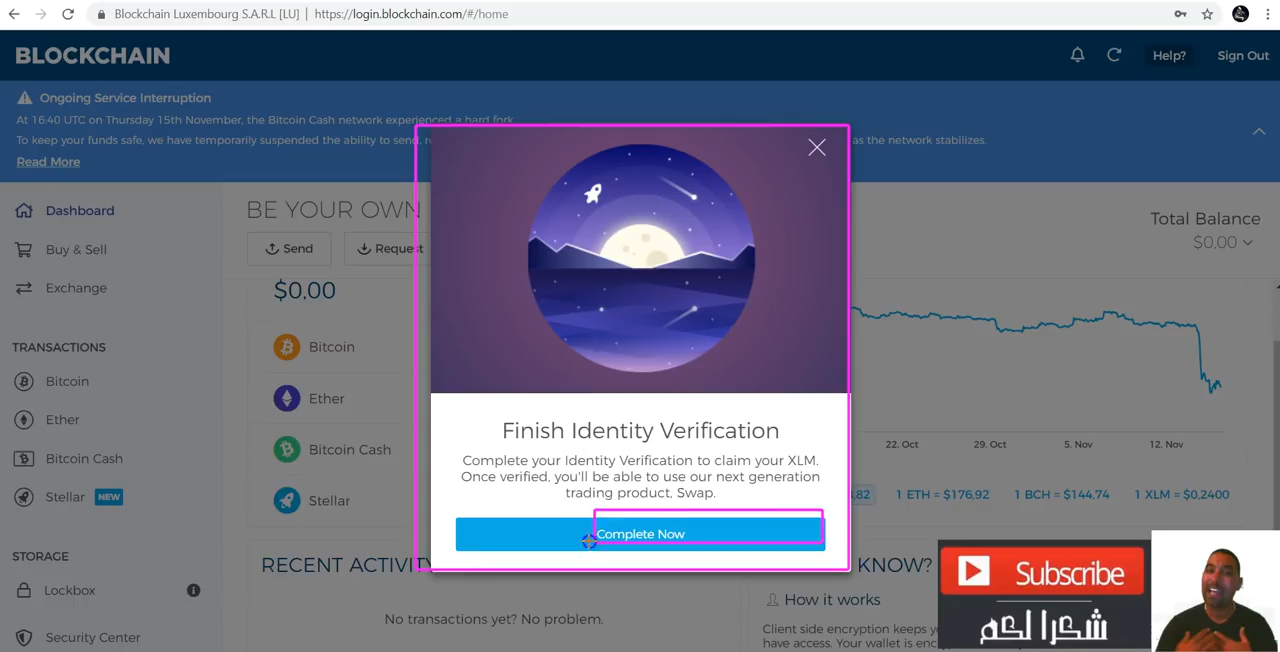 Blockchain Luxembourg S.A.R.L [LU] | https://login.blockchain.com/#/home
BLOCKCHAIN
Help?
Sign Out
Ongoing Service Interruption
At 16:40 UTC on Thursday 15th November, the Bitcoin Cash network experienced a hard fork.
To keep your funds safe, we have temporarily suspended the ability to send,
as the network stabilizes.
Read More
Dashboard
Buy & Sell
Exchange
TRANSACTIONS
Bitcoin
Ether
Bitcoin Cash
Stellar NEW
STORAGE
Lockbox
Security Center
BE YOUR OWN
Send
Request
Total Balance
$0,00
$0,00
Bitcoin
Ether
Bitcoin Cash
Stellar
Finish Identity Verification
Complete your Identity Verification to claim your XLM.
Once verified, you'll be able to use our next generation
trading product, Swap.
Complete Now
22. Oct
29. Oct
5. Nov
12. Nov
1 ETH = $176,92
1 BCH = $144,74
1 XLM = $0,2400
RECENT ACTIVITY
No transactions yet? No problem.
KNOW?
How it works
Client side encryption keeps
have access. Your wallet is
Subscribe
شكرا لكم